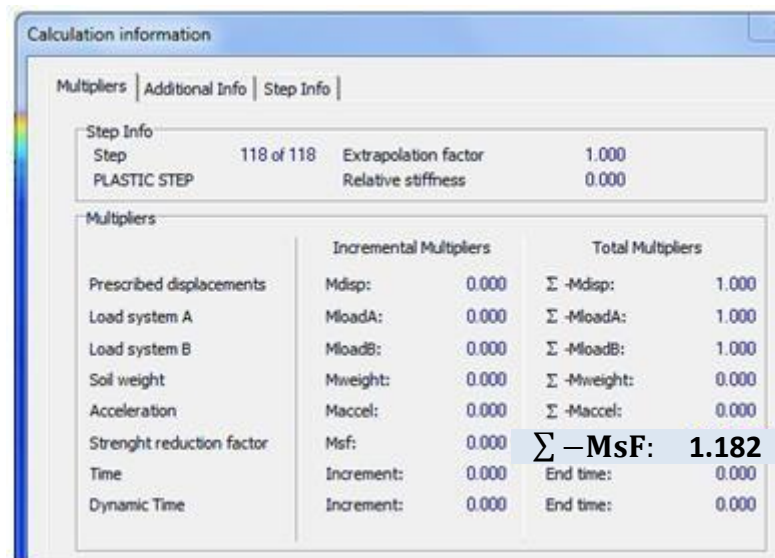 Calculation information
Multipliers Additional Info Step Info
Step Info
Step 118 of 118 Extrapolation factor 1.000
PLASTIC STEP Relative stiffness 0.000
Multipliers
Incremental Multipliers Total Multipliers
Prescribed displacements Mdisp: 0.000 Σ -Mdisp: 1.000
Load system A MloadA: 0.000 Σ -MloadA: 1.000
Load system B MloadB: 0.000 Σ -MloadB: 1.000
Soil weight Mweight: 0.000 Σ -Mweight: 0.000
Acceleration Maccel: 0.000 Σ -Maccel: 0.000
Strenght reduction factor Msf: 0.000 ∑ −MsF: 1.182
Time Increment: 0.000 End time: 0.000
Dynamic Time Increment: 0.000 End time: 0.000